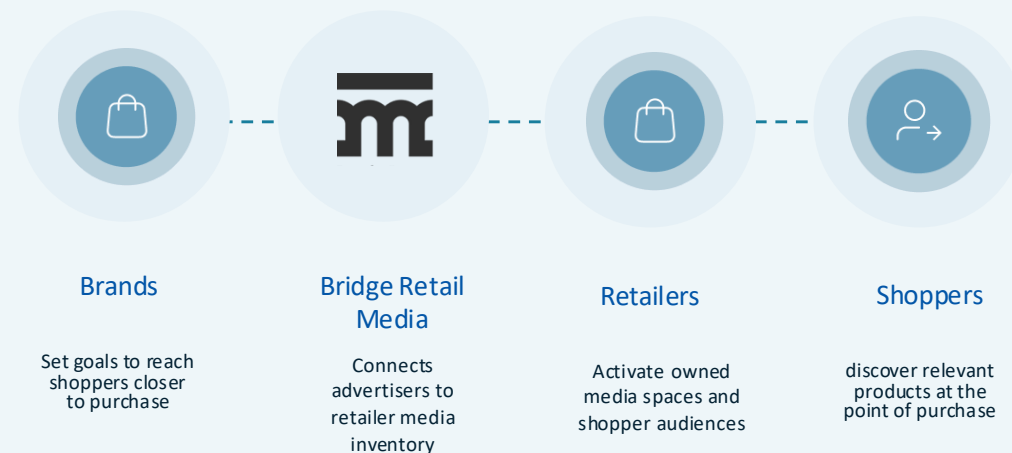 Brands
Set goals to reach
shoppers closer
to purchase
Bridge Retail
Media
Connects
advertisers to
retailer media
inventory
Retailers
Activate owned
media spaces and
shopper audiences
Shoppers
discover relevant
products at the
point of purchase